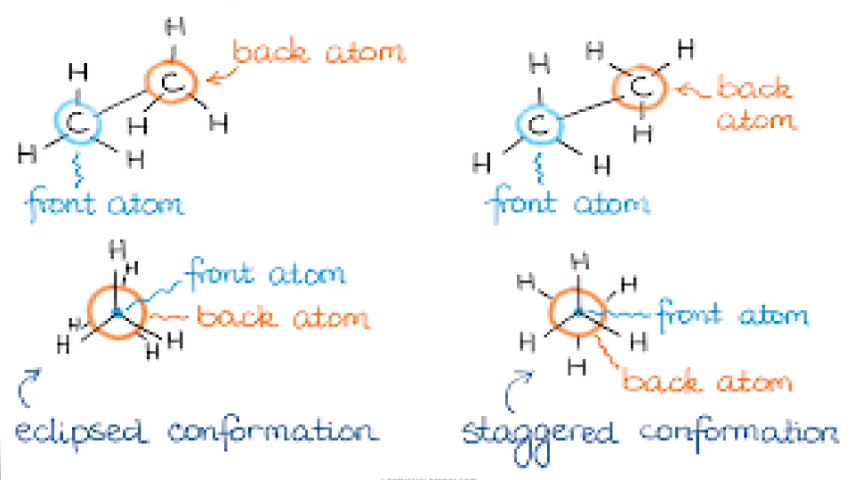 H
back atom
H
C
C
H
H
H
H
front atom
H
H
H
C
back
atom
C
H
H
H
front atom
H
H
front atom
back atom
H
H
H
H
eclipsed conformation
H
H
H
front atom
H
H
H
back atom
staggered conformation